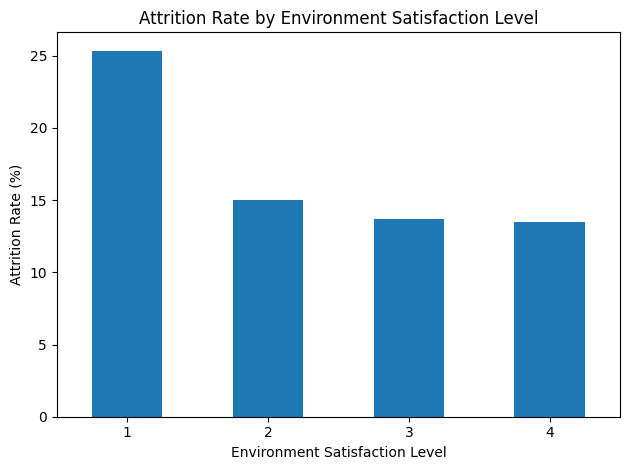 Attrition Rate by Environment Satisfaction Level
25
20
15
10
5
0
Attrition Rate (%)
1 2 3 4
Environment Satisfaction Level